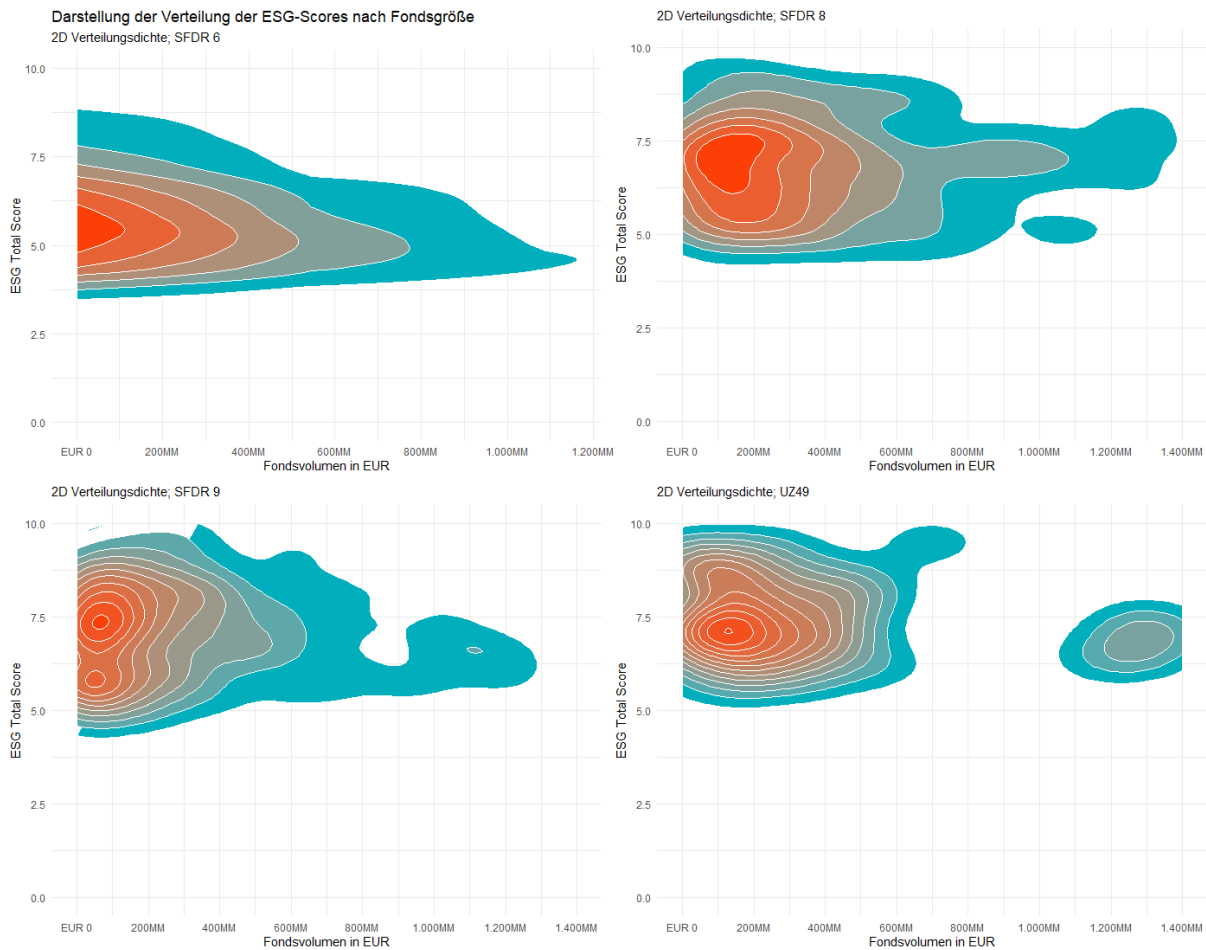 Darstellung der Verteilung der ESG-Scores nach Fondsgröße
2D Verteilungsdichte; SFDR 6
10.0
7.5
5.0
2.5
0.0
ESG Total Score
EUR 0 200MM 400MM 600MM 800MM 1.000MM 1.200MM
Fondsvolumen in EUR
2D Verteilungsdichte; SFDR 8
10.0
7.5
5.0
2.5
0.0
ESG Total Score
EUR 0 200MM 400MM 600MM 800MM 1.000MM 1.200MM 1.400MM
Fondsvolumen in EUR
2D Verteilungsdichte; SFDR 9
10.0
7.5
5.0
2.5
0.0
ESG Total Score
EUR 0 200MM 400MM 600MM 800MM 1.000MM 1.200MM 1.400MM
Fondsvolumen in EUR
2D Verteilungsdichte; UZ49
10.0
7.5
5.0
2.5
0.0
ESG Total Score
EUR 0 200MM 400MM 600MM 800MM 1.000MM 1.200MM 1.400MM
Fondsvolumen in EUR